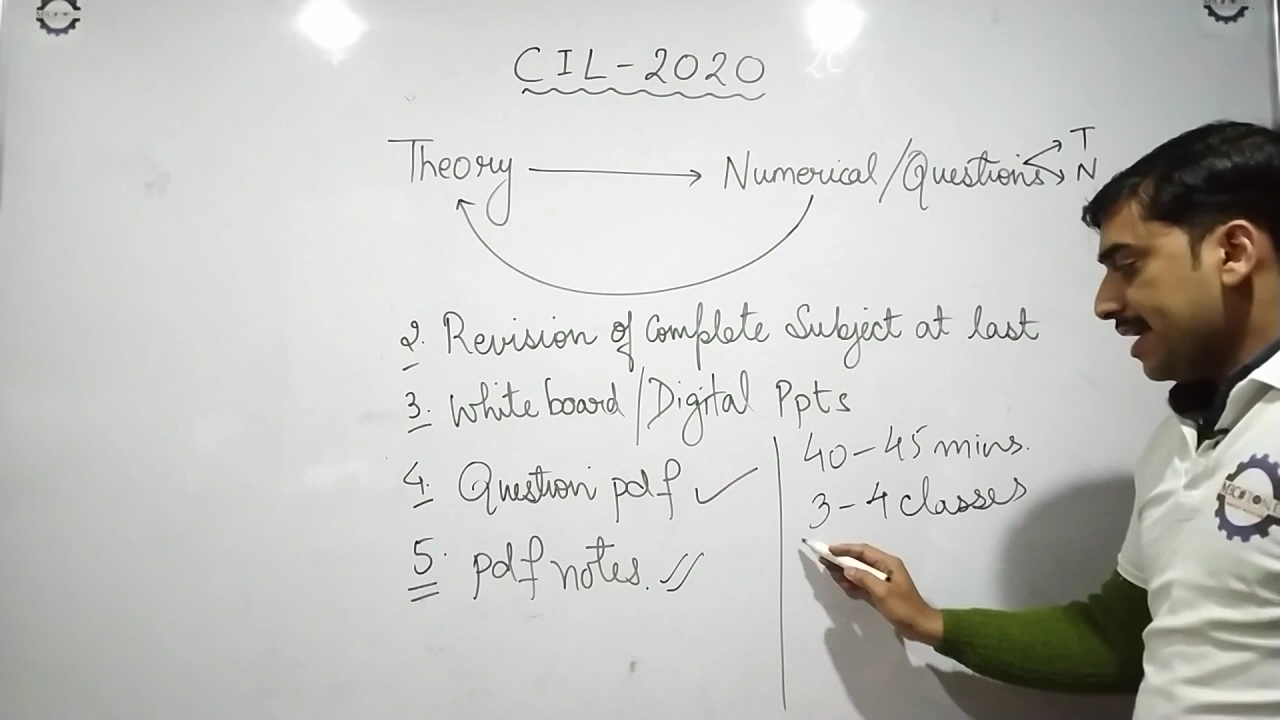 CIL-2020
Theory → Numerical/Questions
T
N
2. Revision of Complete Subject at last
3. White board/Digital Ppts
4. Question pdf ✓
5. pdf notes.
40-45 mins.
3-4 classes